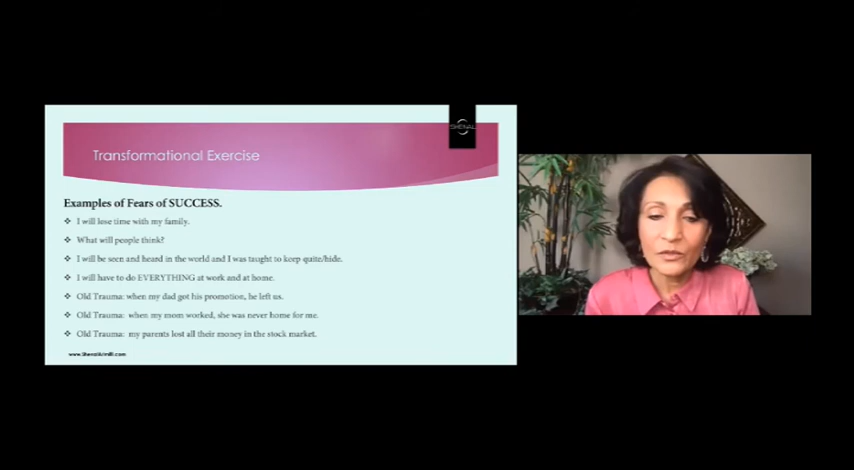 SHENAL
Transformational Exercise
Examples of Fears of SUCCESS.
❖ I will lose time with my family.
❖ What will people think?
❖ I will be seen and heard in the world and I was taught to keep quite/hide.
❖ I will have to do EVERYTHING at work and at home.
❖ Old Trauma: when my dad got his promotion, he left us.
❖ Old Trauma: when my mom worked, she was never home for me.
❖ Old Trauma: my parents lost all their money in the stock market.